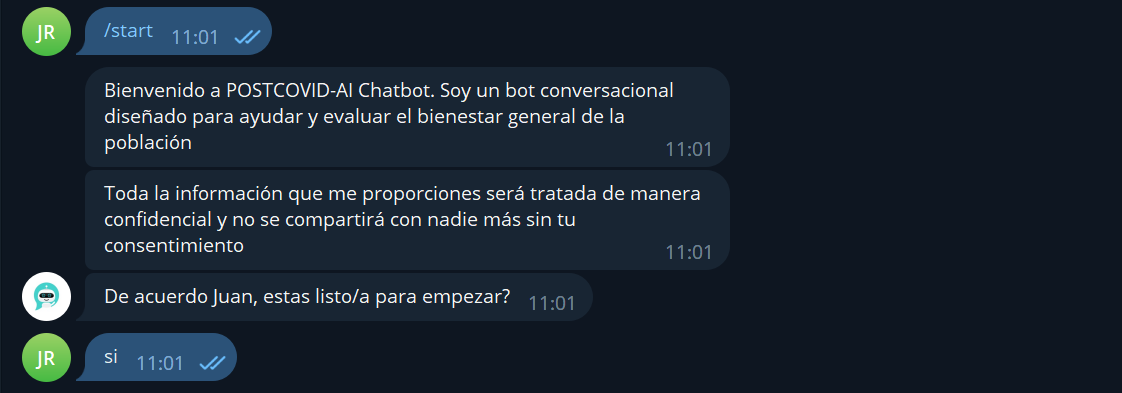 JR
/start 11:01
Bienvenido a POSTCOVID-AI Chatbot. Soy un bot conversacional
diseñado para ayudar y evaluar el bienestar general de la
población
11:01
Toda la información que me proporciones será tratada de manera
confidencial y no se compartirá con nadie más sin tu
consentimiento
11:01
De acuerdo Juan, estas listo/a para empezar? 11:01
JR
si 11:01